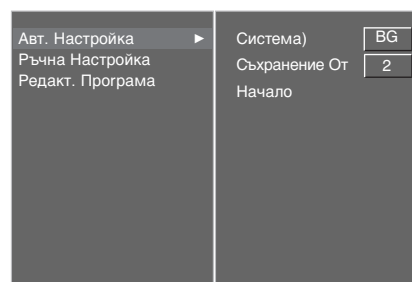 Авт. Настройка ►
Ръчна Настройка
Редакт. Програма
Система) BG
Съхранение От 2
Начало